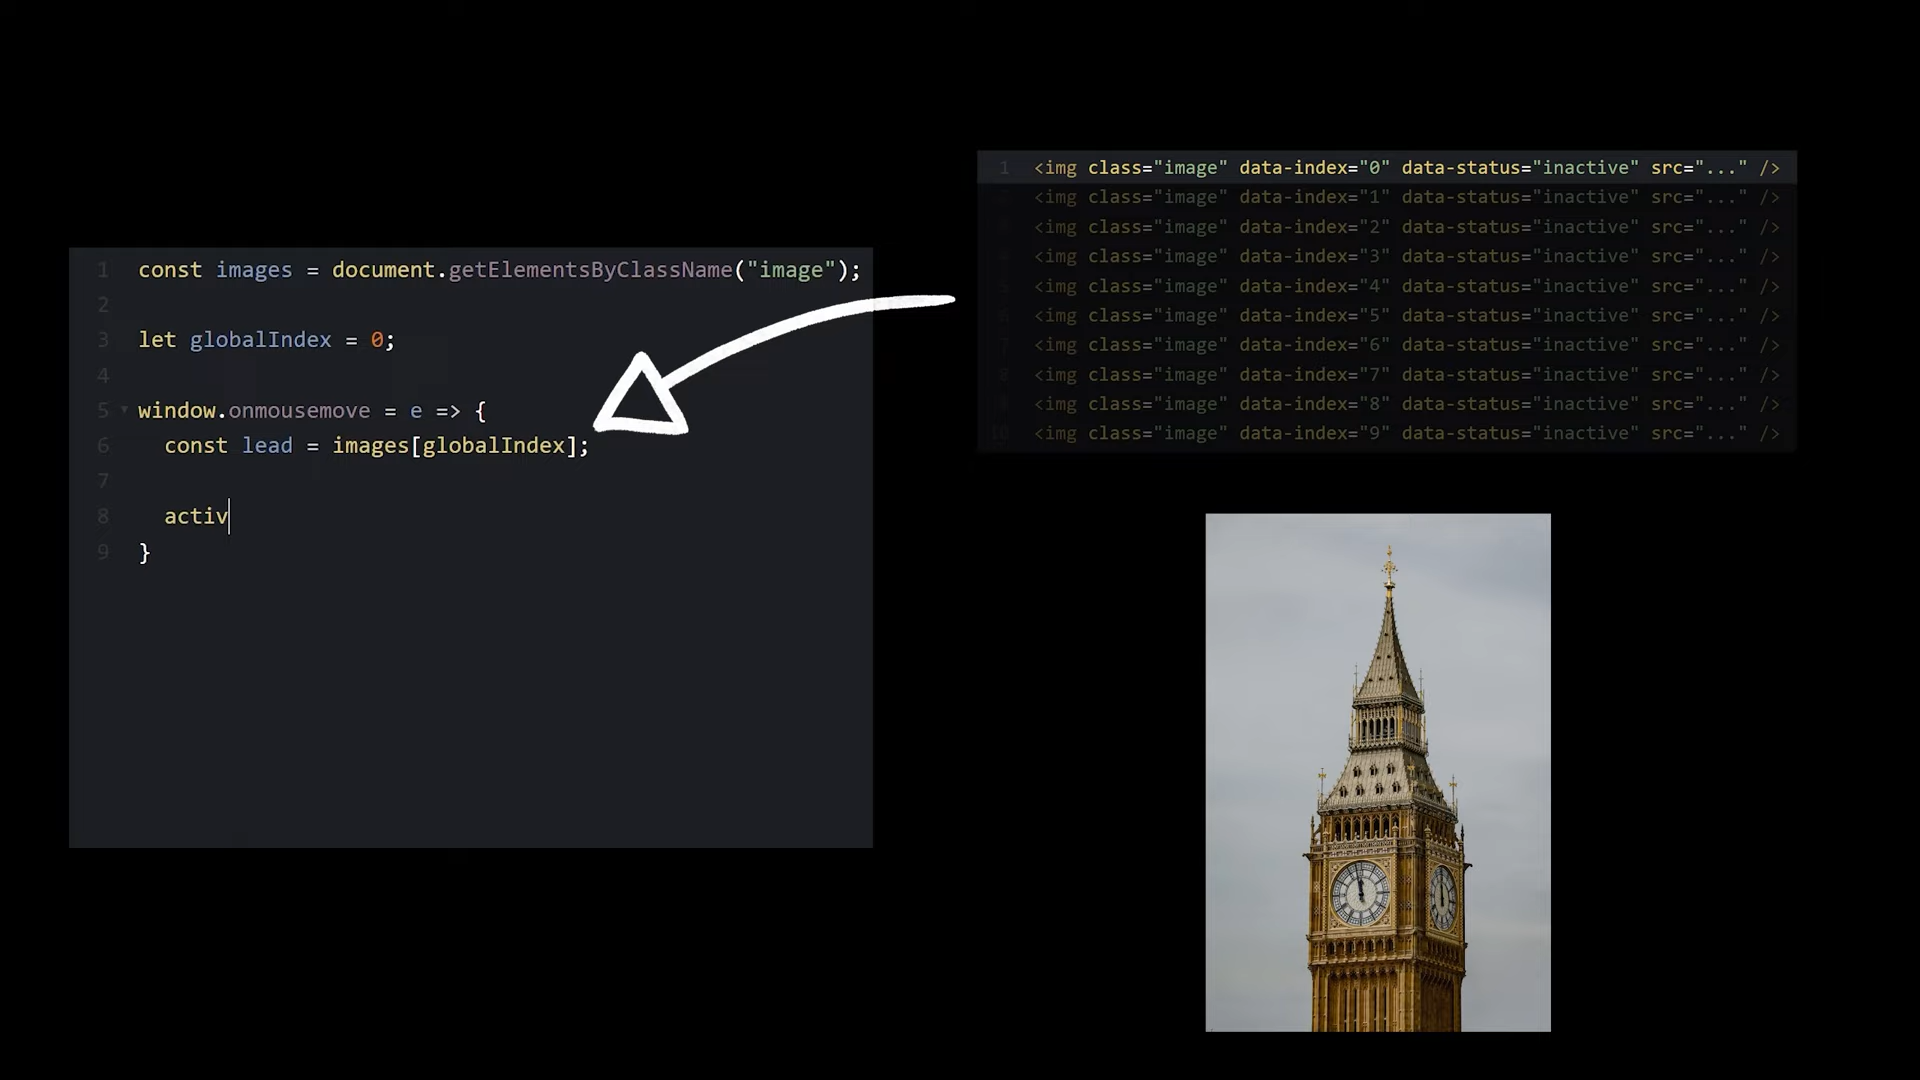 1 const images = document.getElementsByClassName("image");
2
3 let globalIndex = 0;
4
5 window.onmousemove = e => {
6 const lead = images[globalIndex];
7
8 activ
9 }
1 <img class="image" data-index="0" data-status="inactive" src="..." />
<img class="image" data-index="1" data-status="inactive" src="..." />
<img class="image" data-index="2" data-status="inactive" src="..." />
<img class="image" data-index="3" data-status="inactive" src="..." />
<img class="image" data-index="4" data-status="inactive" src="..." />
<img class="image" data-index="5" data-status="inactive" src="..." />
7 <img class="image" data-index="6" data-status="inactive" src="..." />
8 <img class="image" data-index="7" data-status="inactive" src="..." />
<img class="image" data-index="8" data-status="inactive" src="..." />
10 <img class="image" data-index="9" data-status="inactive" src="..." />